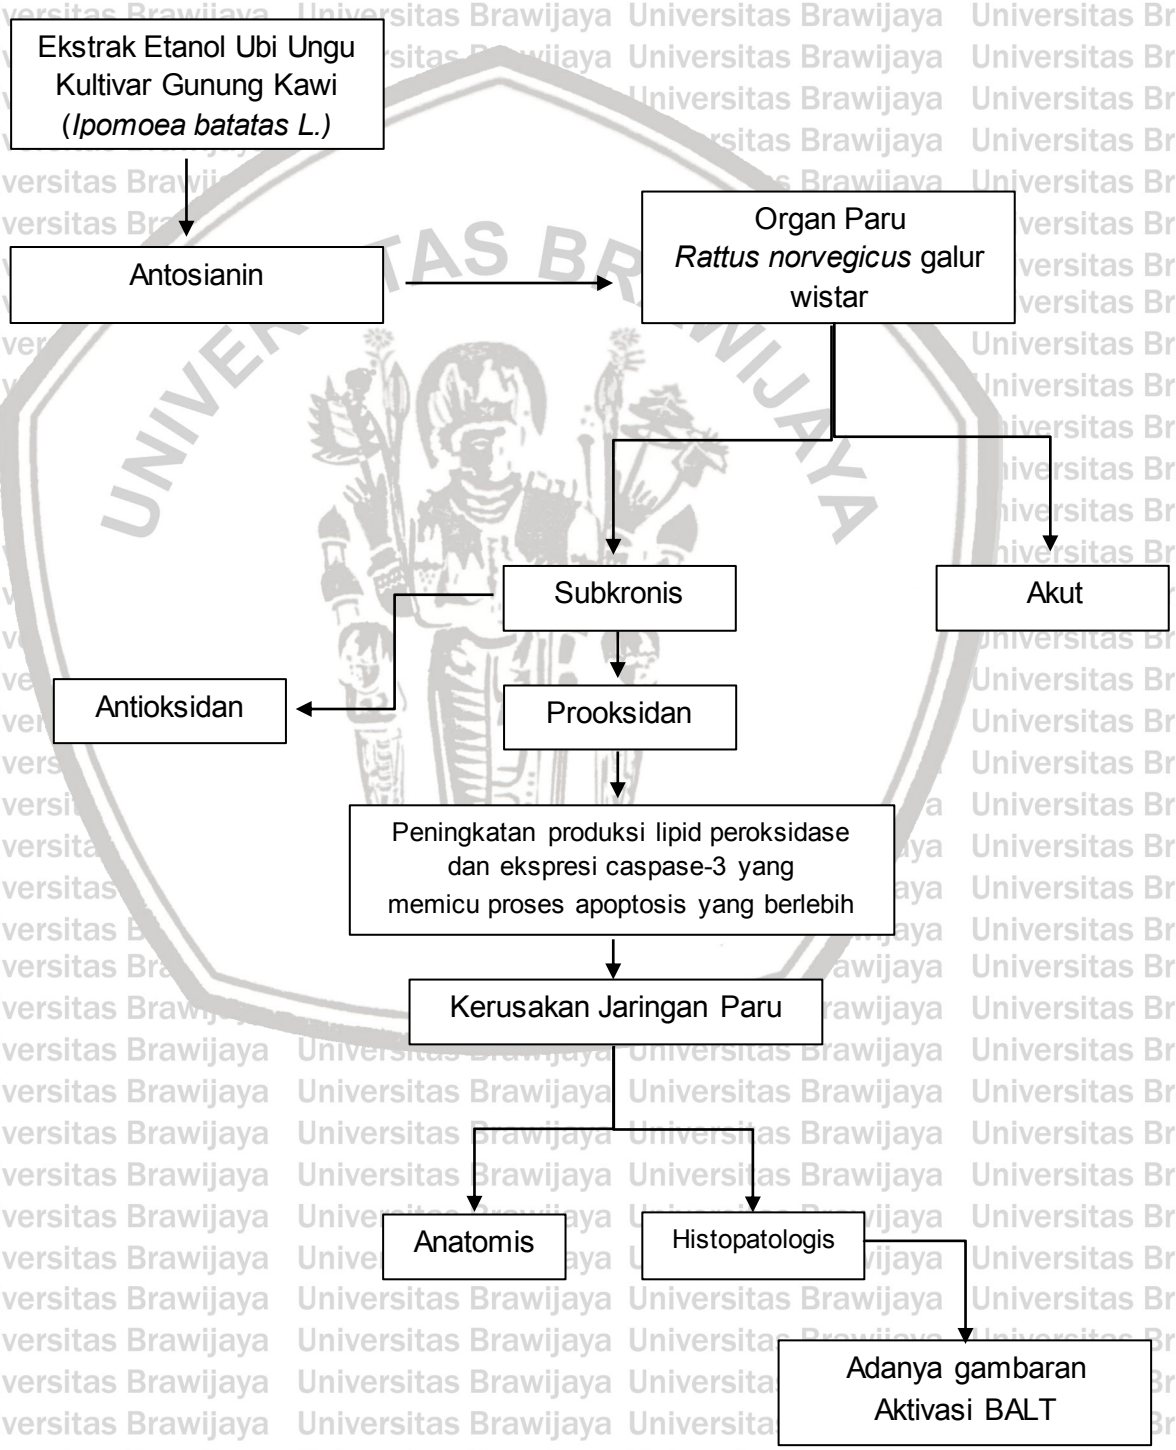 Ekstrak Etanol Ubi Ungu
Kultivar Gunung Kawi
(Ipomoea batatas L.)
Organ Paru
Rattus norvegicus galur
wistar
Antosianin
UNIVERSITAS BRAWIJAYA
Subkronis
Akut
Antioksidan
Prooksidan
Peningkatan produksi lipid peroksidase
dan ekspresi caspase-3 yang
memicu proses apoptosis yang berlebih
Kerusakan Jaringan Paru
Anatomis
Histopatologis
Adanya gambaran
Aktivasi BALT